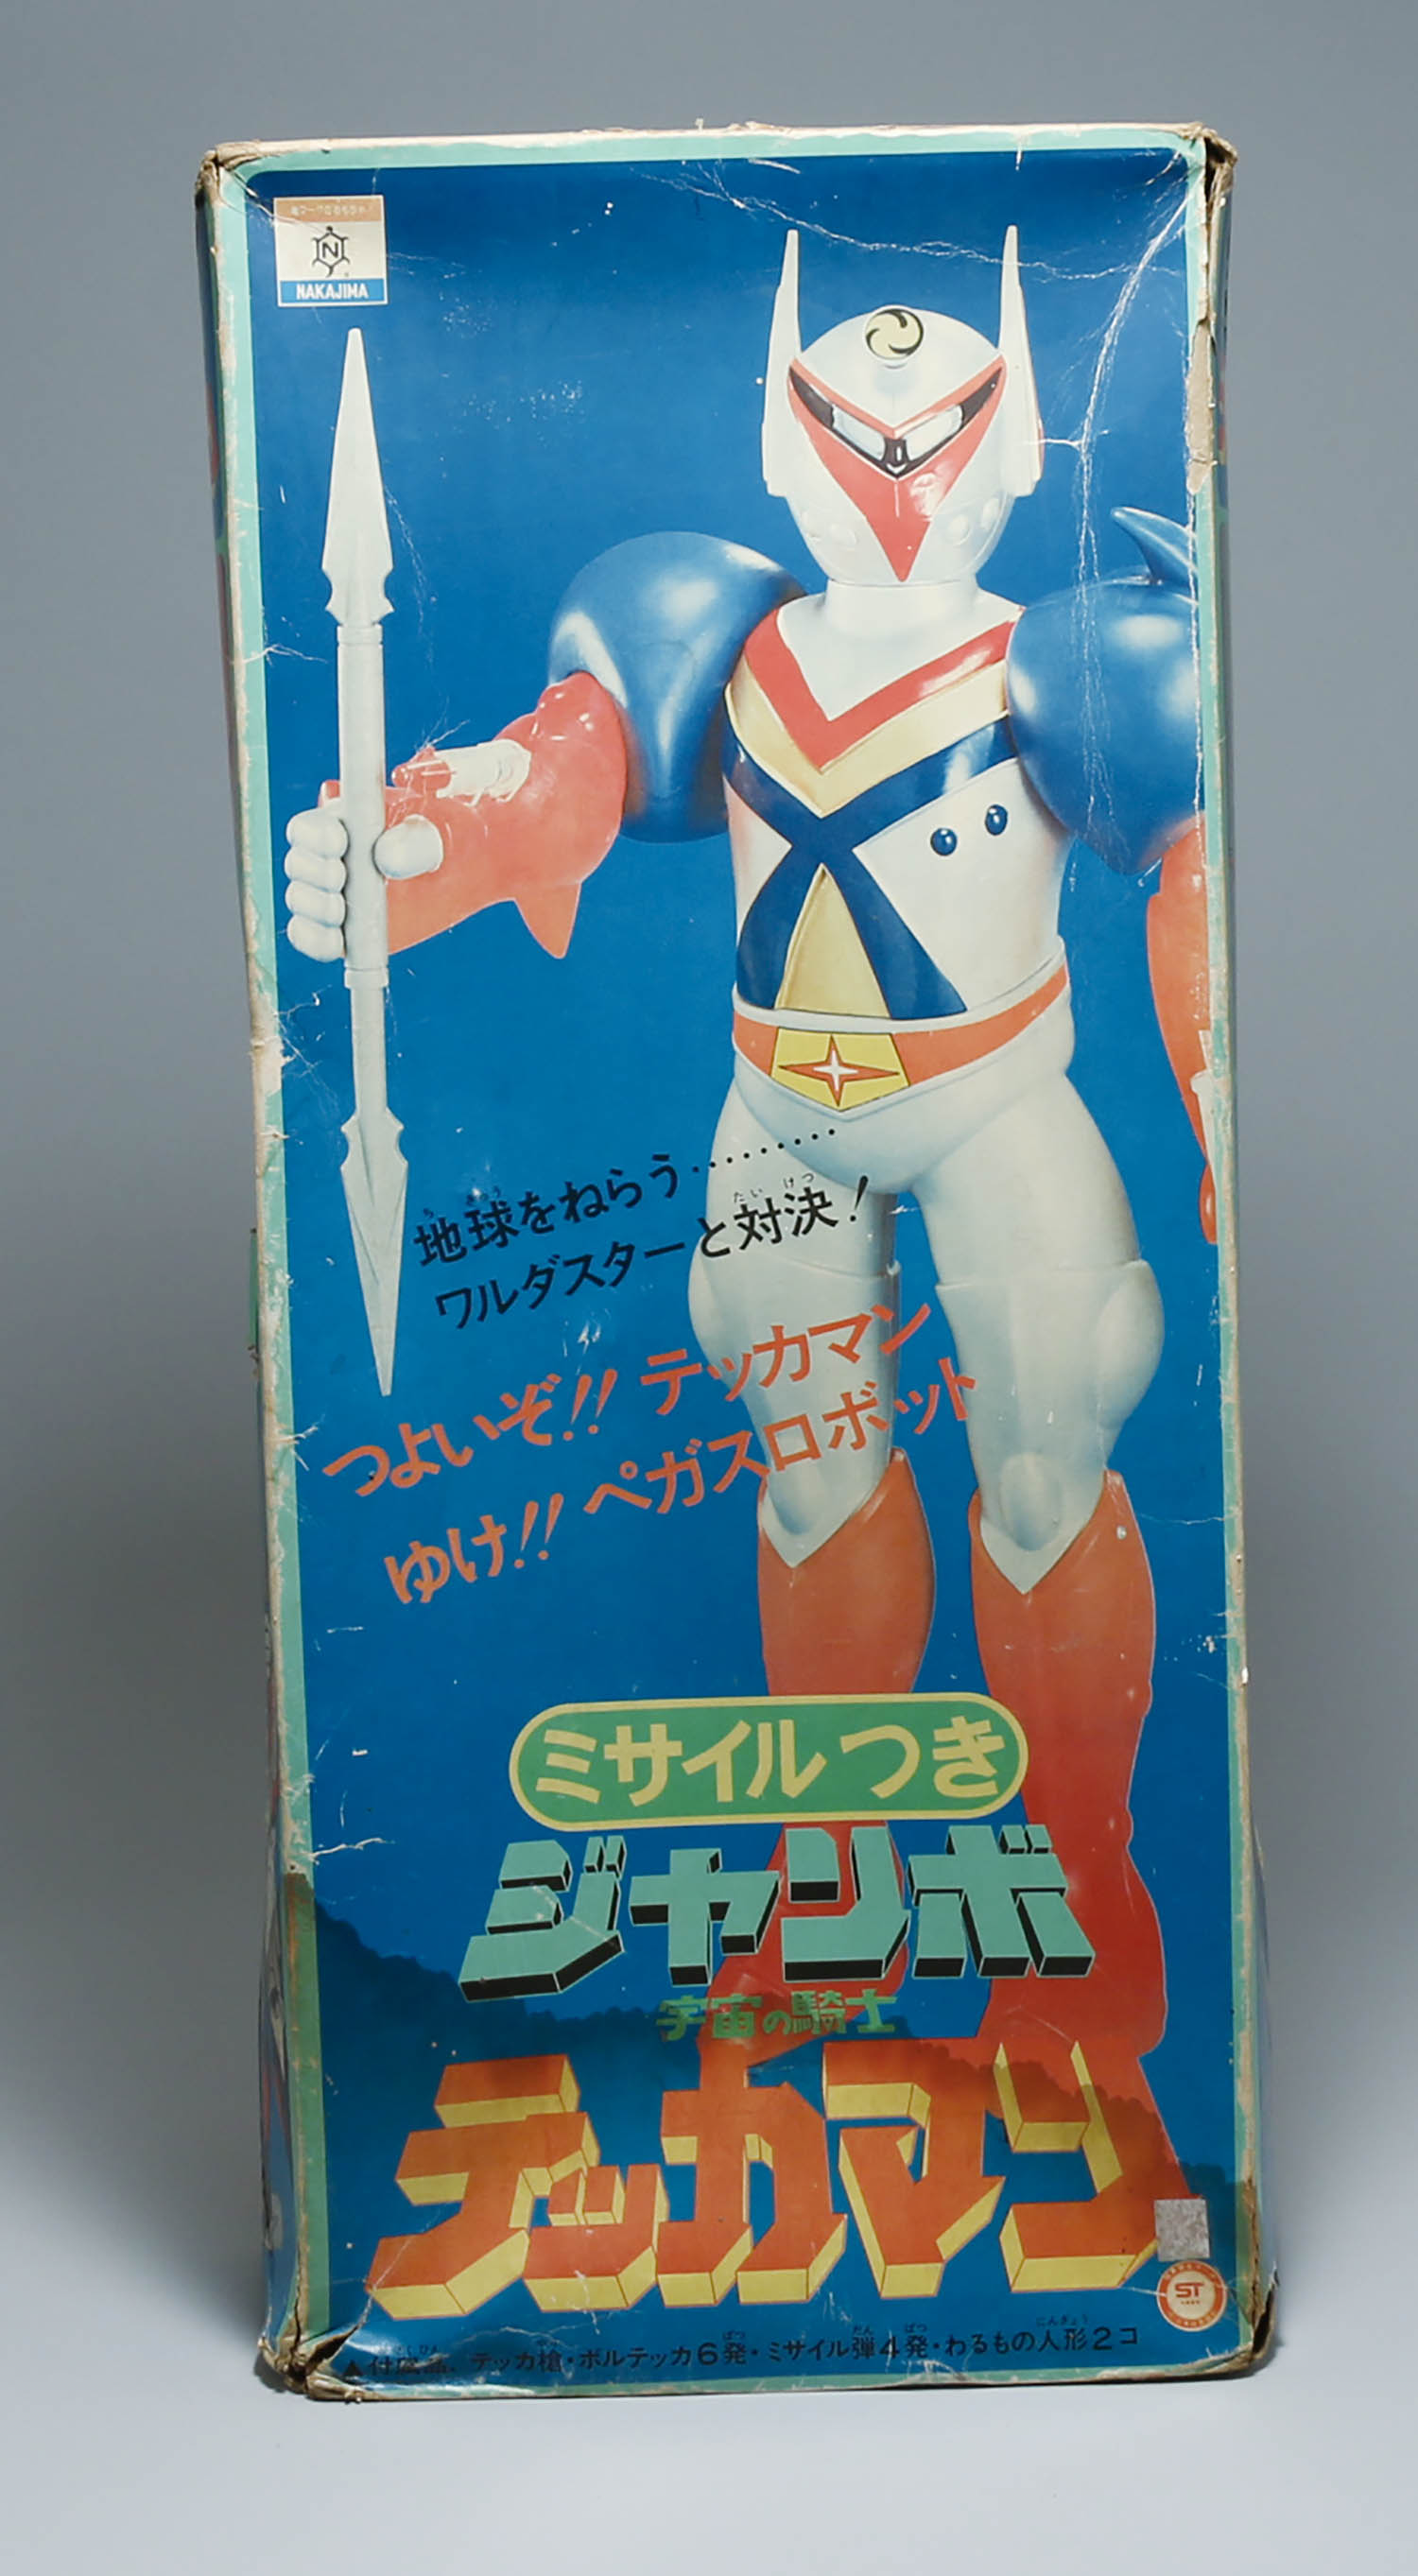 NAKAJIMA
地球をねらう‥‥‥‥‥
ワルダスターと対決！
つよいぞ!! テッカマン
ゆけ!! ペガスロボット
ミサイルつき
ジャンボ
宇宙の騎士
テッカマン
ST
▲付属品、テッカ槍・ボルテッカ6発・ミサイル弾4発・わるもの人形2コ